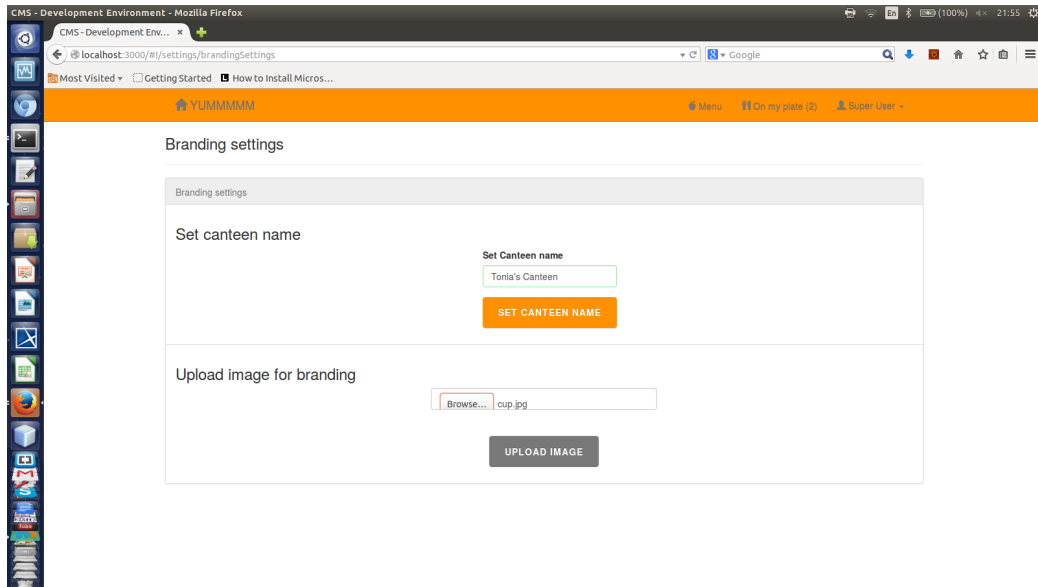 CMS - Development Environment - Mozilla Firefox
En (100%) 21:55
CMS - Development Env... ×
localhost:3000/#!/settings/brandingSettings
Google
Most Visited Getting Started How to Install Micros...
YUMMMMM
Menu On my plate (2) Super User
Branding settings
Branding settings
Set canteen name
Set Canteen name
Tonia's Canteen
SET CANTEEN NAME
Upload image for branding
Browse... cup.jpg
UPLOAD IMAGE